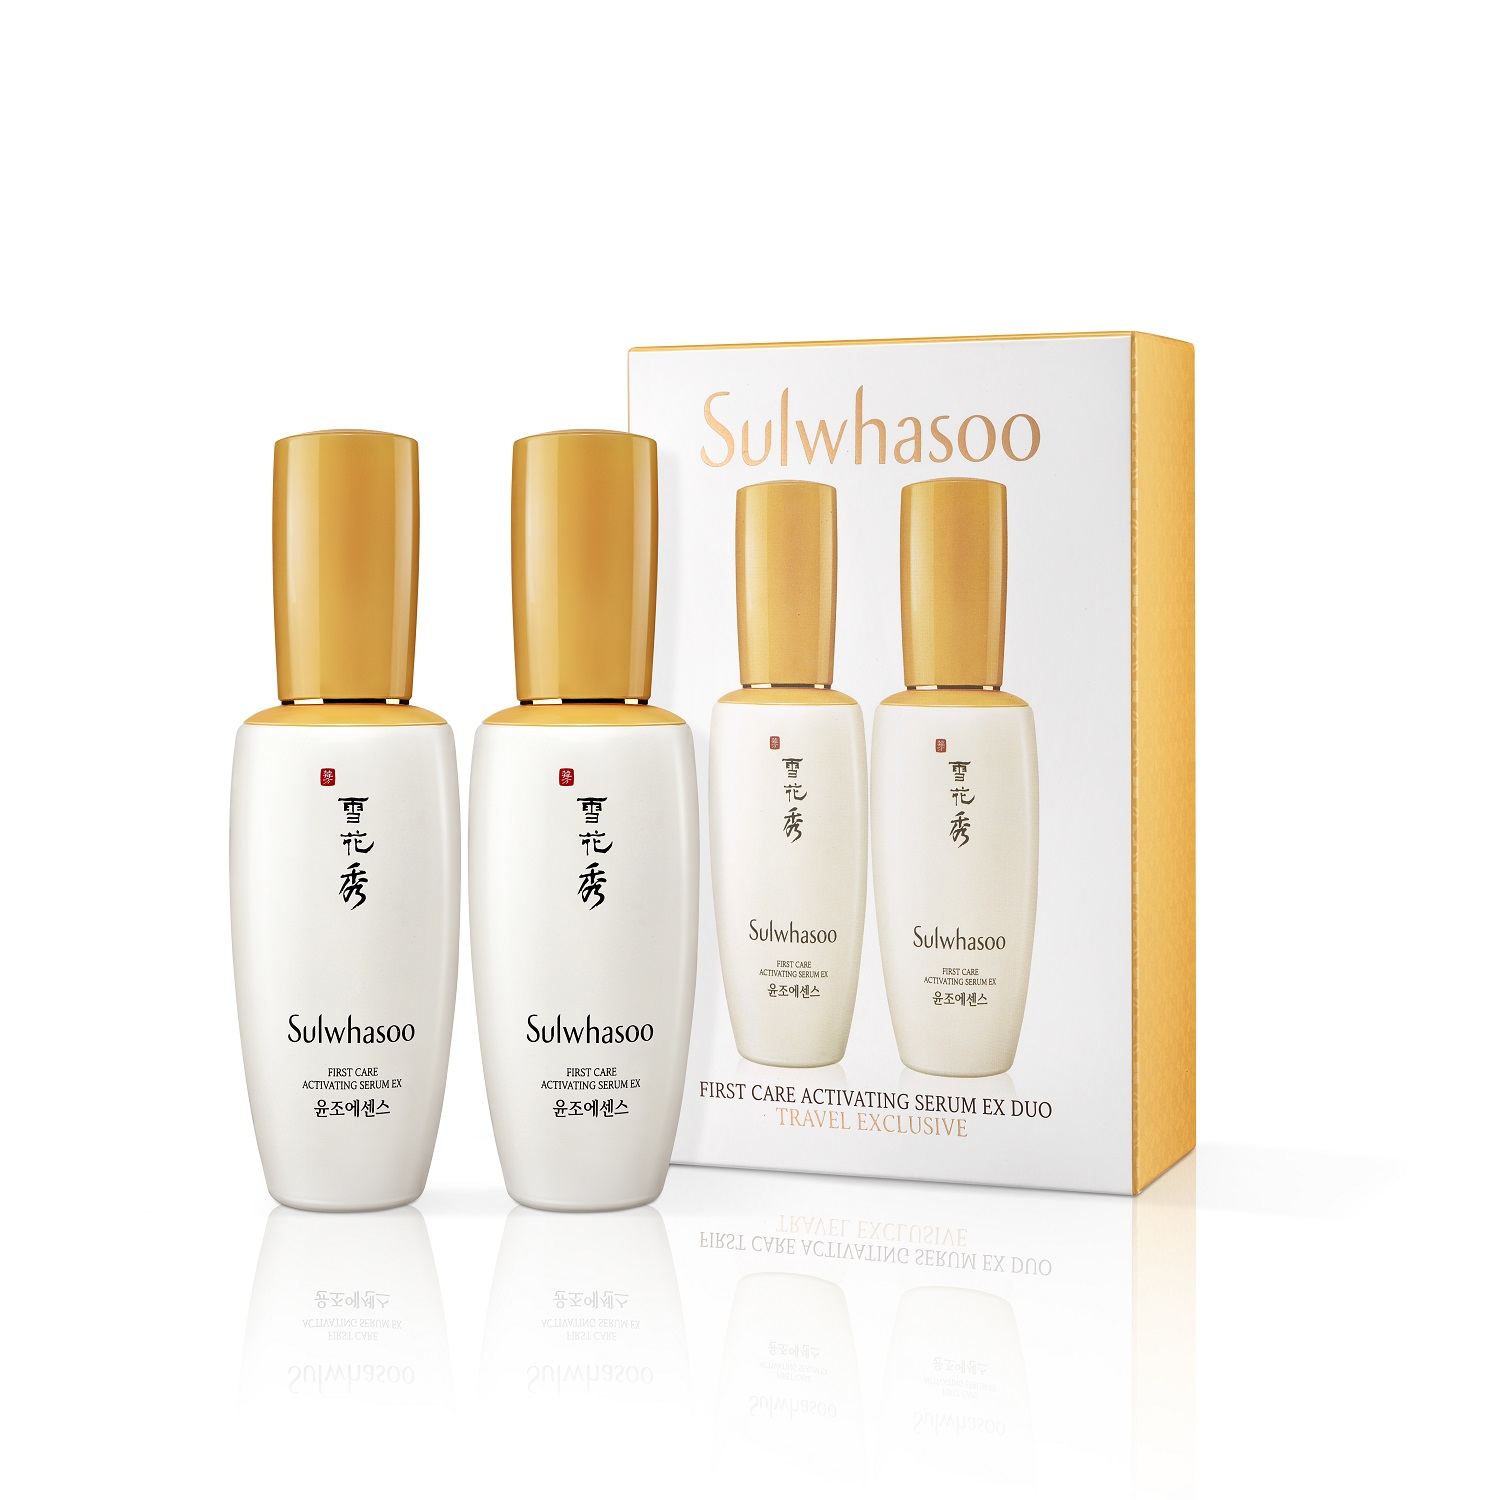 雪花秀
Sulwhasoo
FIRST CARE
ACTIVATING SERUM EX
윤조에센스
雪花秀
Sulwhasoo
FIRST CARE
ACTIVATING SERUM EX
윤조에센스
Sulwhasoo
雪花秀
Sulwhasoo
FIRST CARE
ACTIVATING SERUM EX
윤조에센스
雪花秀
Sulwhasoo
FIRST CARE
ACTIVATING SERUM EX
윤조에센스
FIRST CARE ACTIVATING SERUM EX DUO
TRAVEL EXCLUSIVE